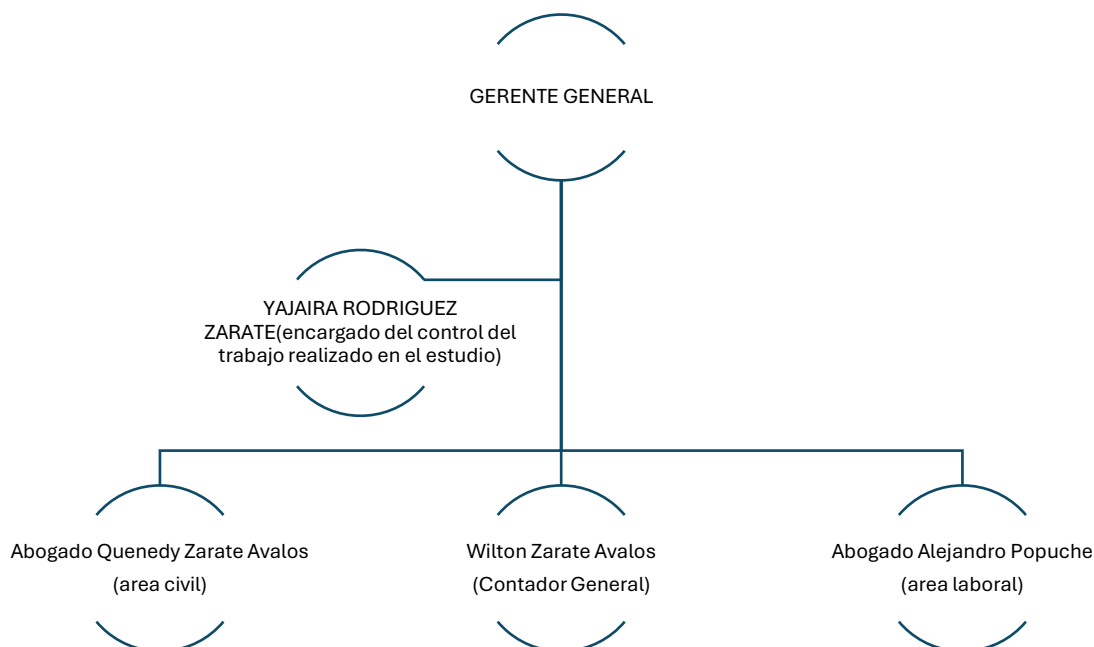 GERENTE GENERAL
YAJAIRA RODRIGUEZ
ZARATE(encargado del control del
trabajo realizado en el estudio)
Abogado Quenedy Zarate Avalos
(area civil)
Wilton Zarate Avalos
(Contador General)
Abogado Alejandro Popuche
(area laboral)